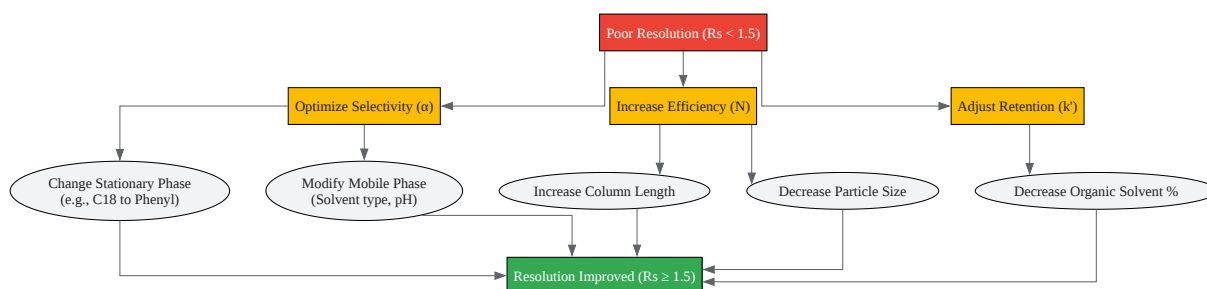 Poor Resolution (Rs < 1.5)
Optimize Selectivity (α)
Increase Efficiency (N)
Adjust Retention (k')
Change Stationary Phase
(e.g., C18 to Phenyl)
Modify Mobile Phase
(Solvent type, pH)
Increase Column Length
Decrease Particle Size
Decrease Organic Solvent %
Resolution Improved (Rs ≥ 1.5)